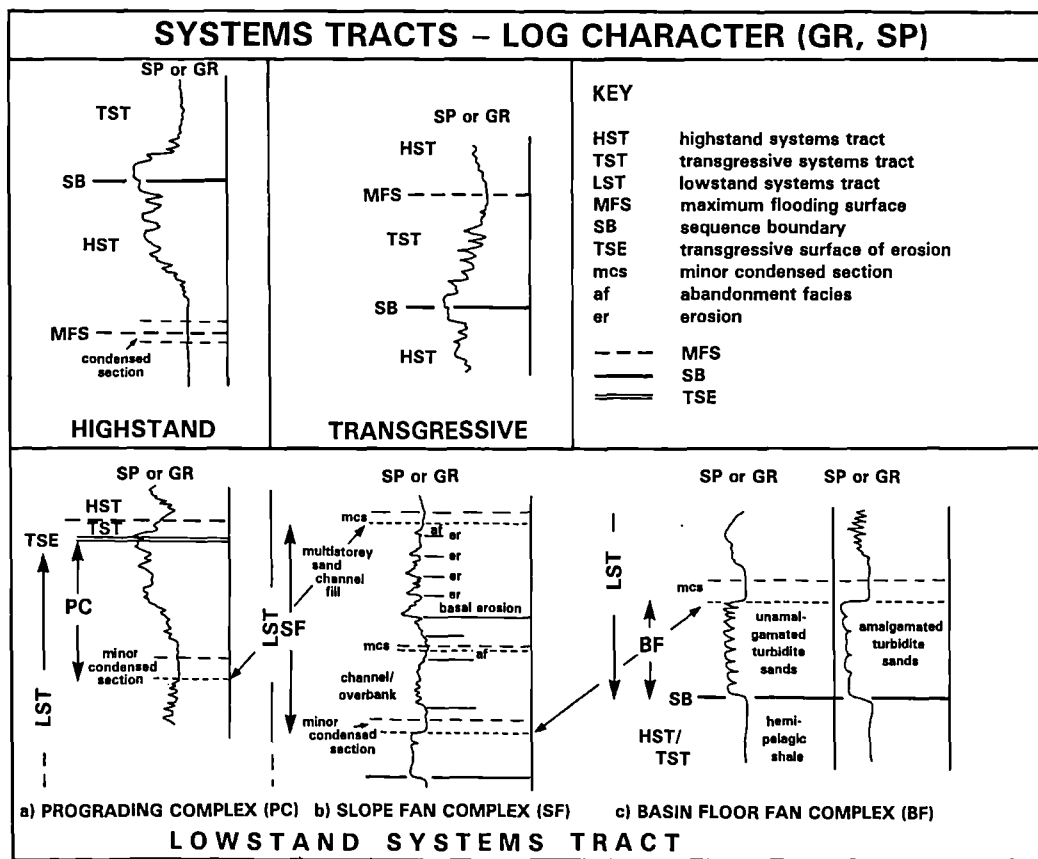 SYSTEMS TRACTS – LOG CHARACTER (GR, SP)
SP or GR
TST
SB
HST
MFS
condensed
section
HIGHSTAND
SP or GR
HST
MFS
TST
SB
HST
TRANSGRESSIVE
KEY
HST highstand systems tract
TST transgressive systems tract
LST lowstand systems tract
MFS maximum flooding surface
SB sequence boundary
TSE transgressive surface of erosion
mcs minor condensed section
af abandonment facies
er erosion
MFS
SB
TSE
SP or GR
HST
TST
TSE
PC
minor
condensed
section
LST
a) PROGRADING COMPLEX (PC)
SP or GR
mcs
af
er
multistorey
sand
channel
fill
er
er
er
basal erosion
LST
SF
mcs
af
channel/
overbank
minor
condensed
section
b) SLOPE FAN COMPLEX (SF)
SP or GR
SP or GR
LST
mcs
BF
unamal-
gamated
turbidite
sands
amalgamated
turbidite
sands
SB
HST/
TST
hemi-
pelagic
shale
c) BASIN FLOOR FAN COMPLEX (BF)
LOWSTAND SYSTEMS TRACT